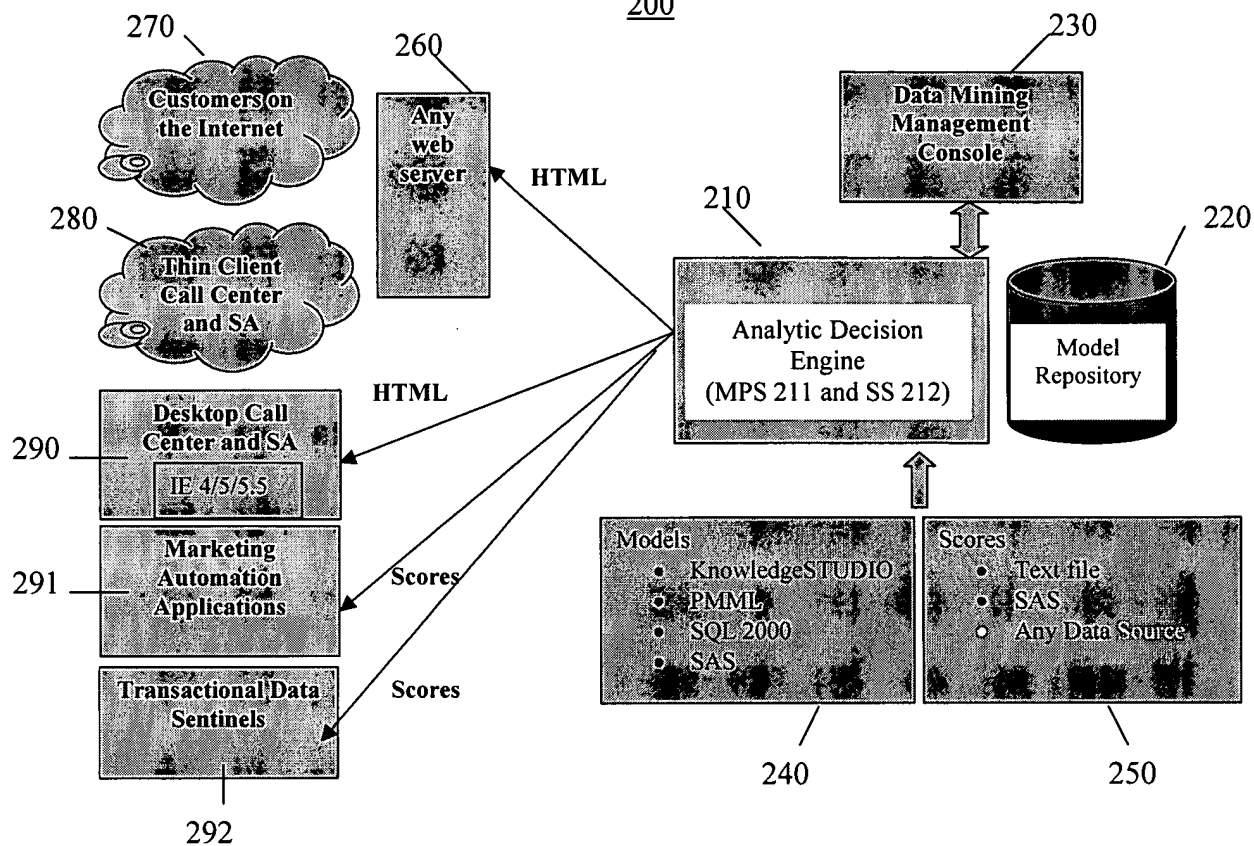 200
270
Customers on
the Internet
260
Any
web
server
HTML
230
Data Mining
Management
Console
280
Thin Client
Call Center
and SA
210
Analytic Decision
Engine
(MPS 211 and SS 212)
220
Model
Repository
290
Desktop Call
Center and SA
IE 4/5/5.5
HTML
291
Marketing
Automation
Applications
Scores
Transactional Data
Sentinels
Scores
292
Models
• KnowledgeSTUDIO
• PMML
• SQL 2000
• SAS
240
Scores
• Text file
• SAS
• Any Data Source
250